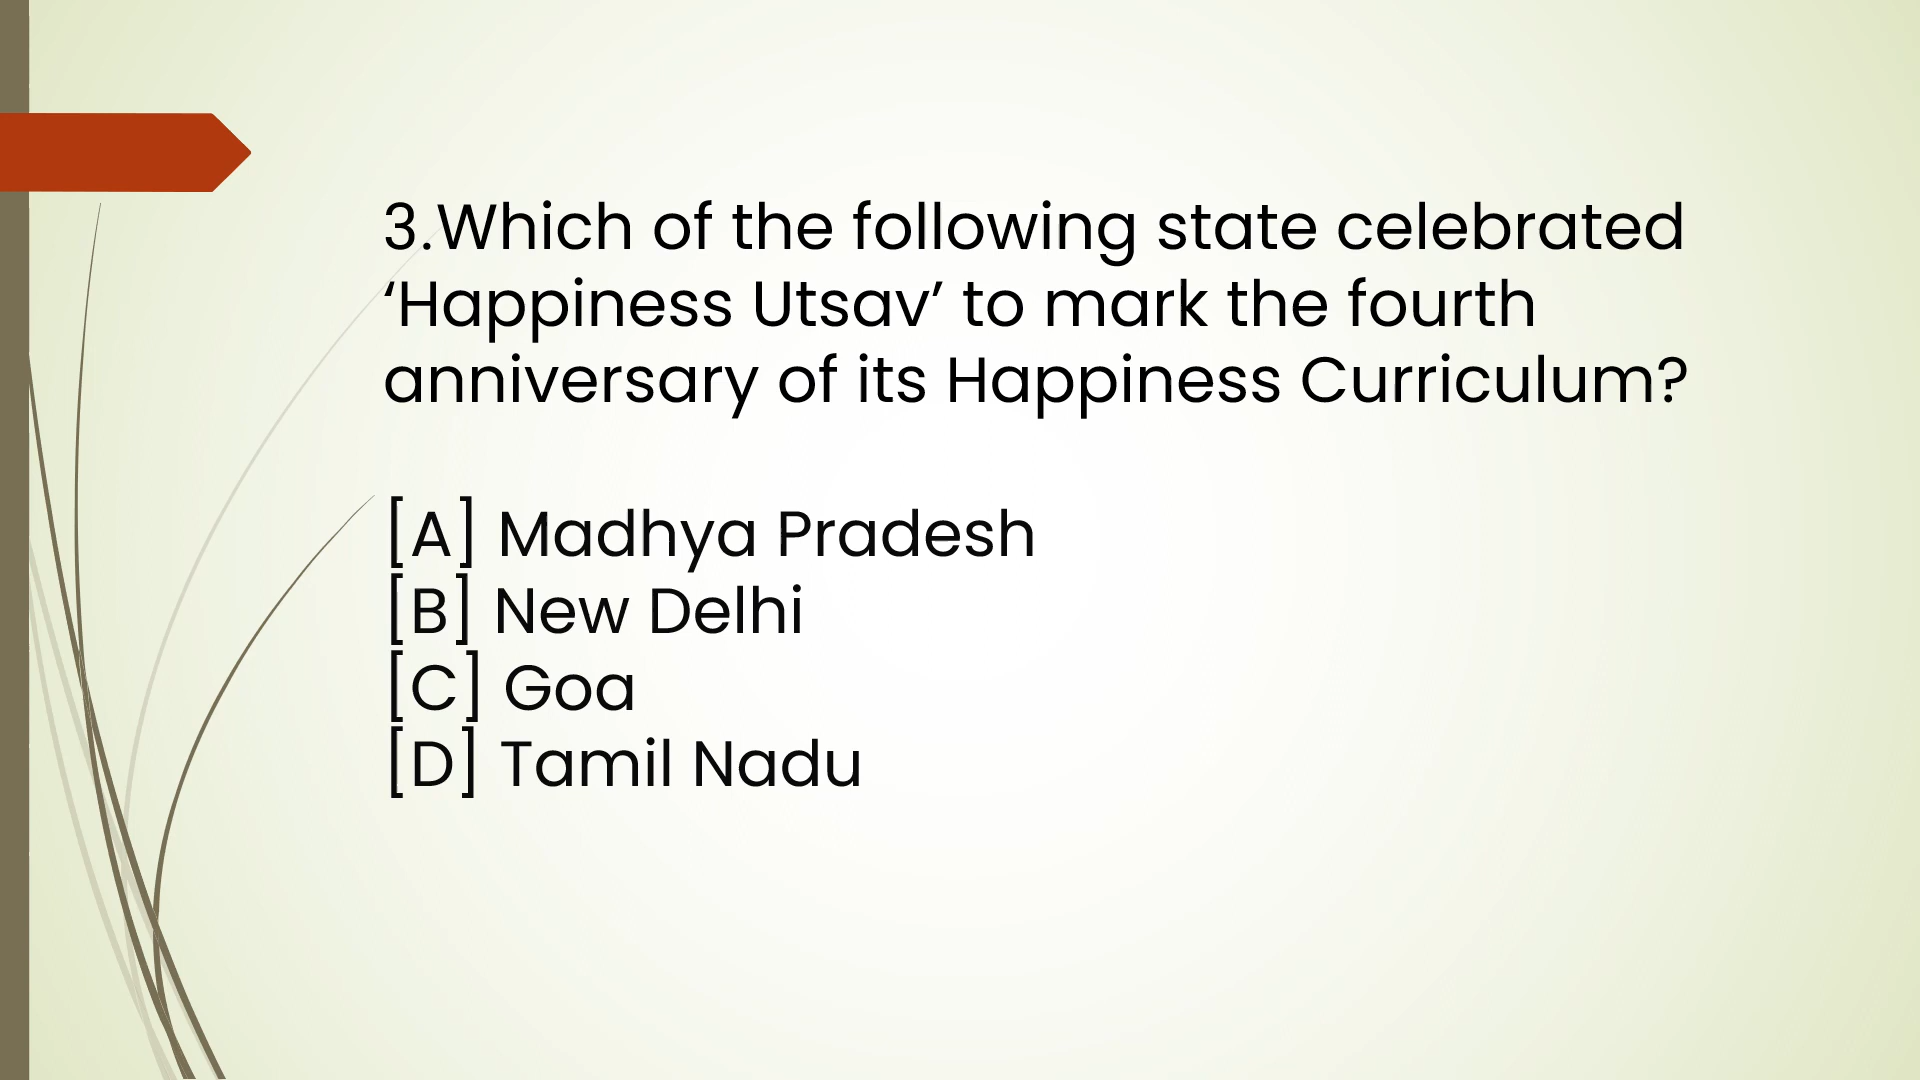 3.Which of the following state celebrated
‘Happiness Utsav’ to mark the fourth
anniversary of its Happiness Curriculum?
[A] Madhya Pradesh
[B] New Delhi
[C] Goa
[D] Tamil Nadu